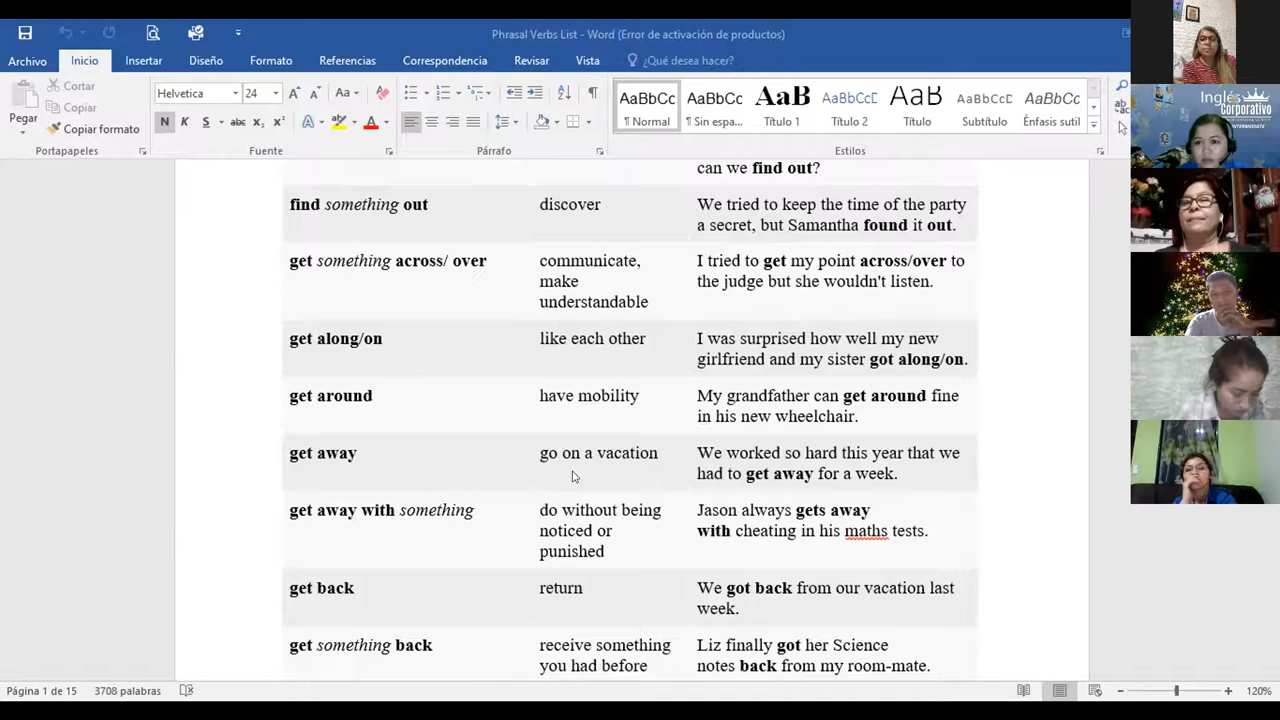 Phrasal Verbs List - Word (Error de activación de productos)
Archivo Inicio Insertar Diseño Formato Referencias Correspondencia Revisar Vista ¿Qué desea hacer?
Pegar
Cortar
Copiar
Copiar formato
Helvetica 24
Aa
N K S abc x₂ x² A A
AaBbCc AaBbCc AaB AaBbCcD AaB AaBbCcD AaBbCc
¶ Normal ¶ Sin espa... Título 1 Título 2 Título Subtítulo Énfasis sutil
Portapapeles Fuente Párrafo Estilos
can we find out?
find something out discover We tried to keep the time of the party
a secret, but Samantha found it out.
get something across/ over communicate, I tried to get my point across/over to
make the judge but she wouldn't listen.
understandable
get along/on like each other I was surprised how well my new
girlfriend and my sister got along/on.
get around have mobility My grandfather can get around fine
in his new wheelchair.
get away go on a vacation We worked so hard this year that we
had to get away for a week.
get away with something do without being Jason always gets away
noticed or with cheating in his maths tests.
punished
get back return We got back from our vacation last
week.
get something back receive something Liz finally got her Science
you had before notes back from my room-mate.
Página 1 de 15 3708 palabras 120%
Inglés
Corporativo
INTERMEDIATE